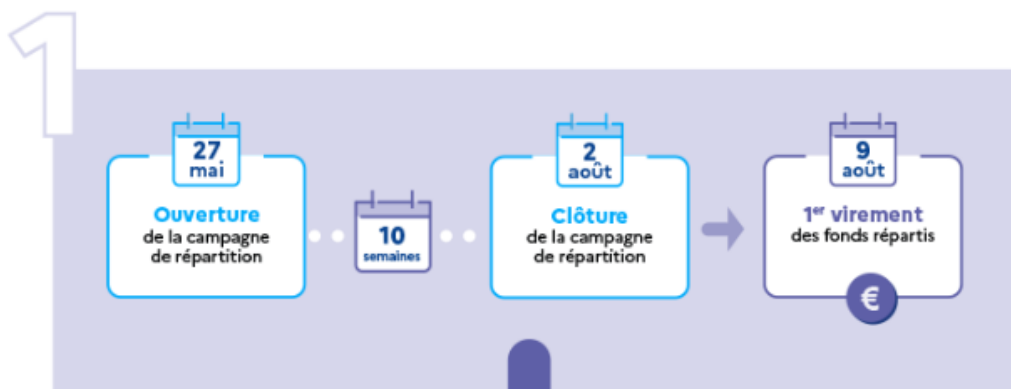 1
27
mai
Ouverture
de la campagne
de répartition
10
semaines
2
août
Clôture
de la campagne
de répartition
9
août
1er virement
des fonds répartis
€